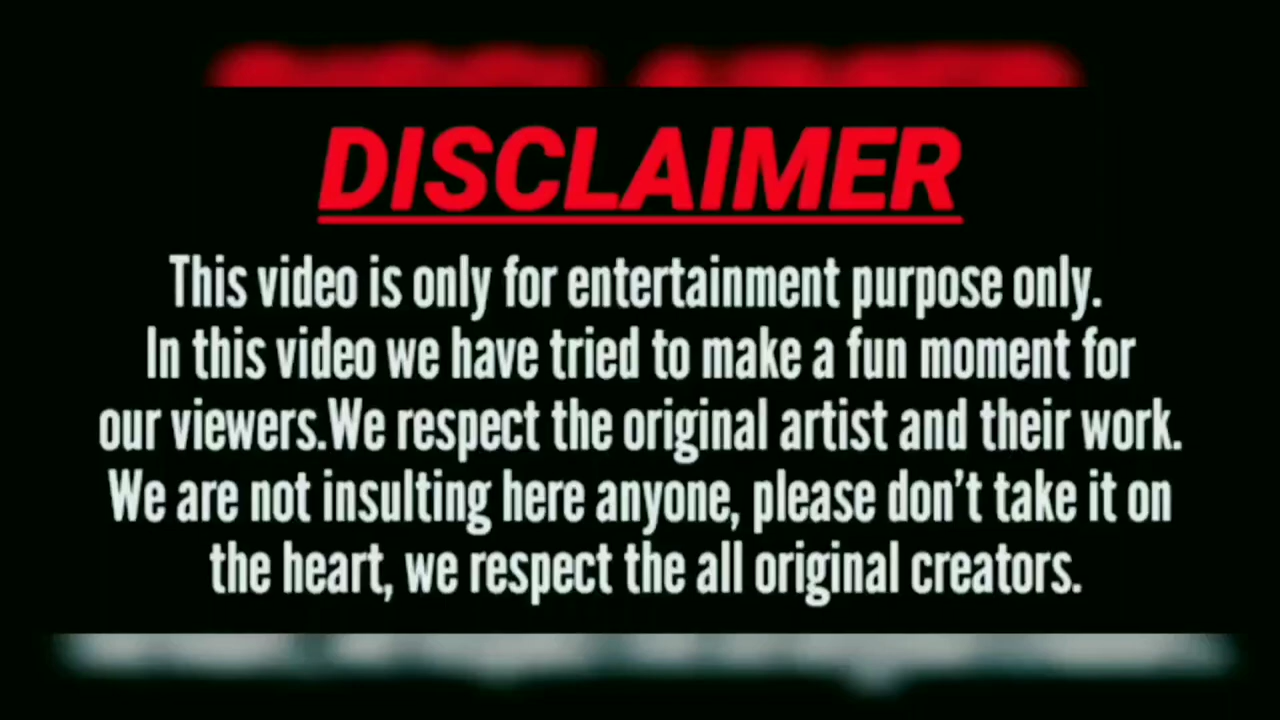 DISCLAIMER
This video is only for entertainment purpose only.
In this video we have tried to make a fun moment for
our viewers.We respect the original artist and their work.
We are not insulting here anyone, please don't take it on
the heart, we respect the all original creators.